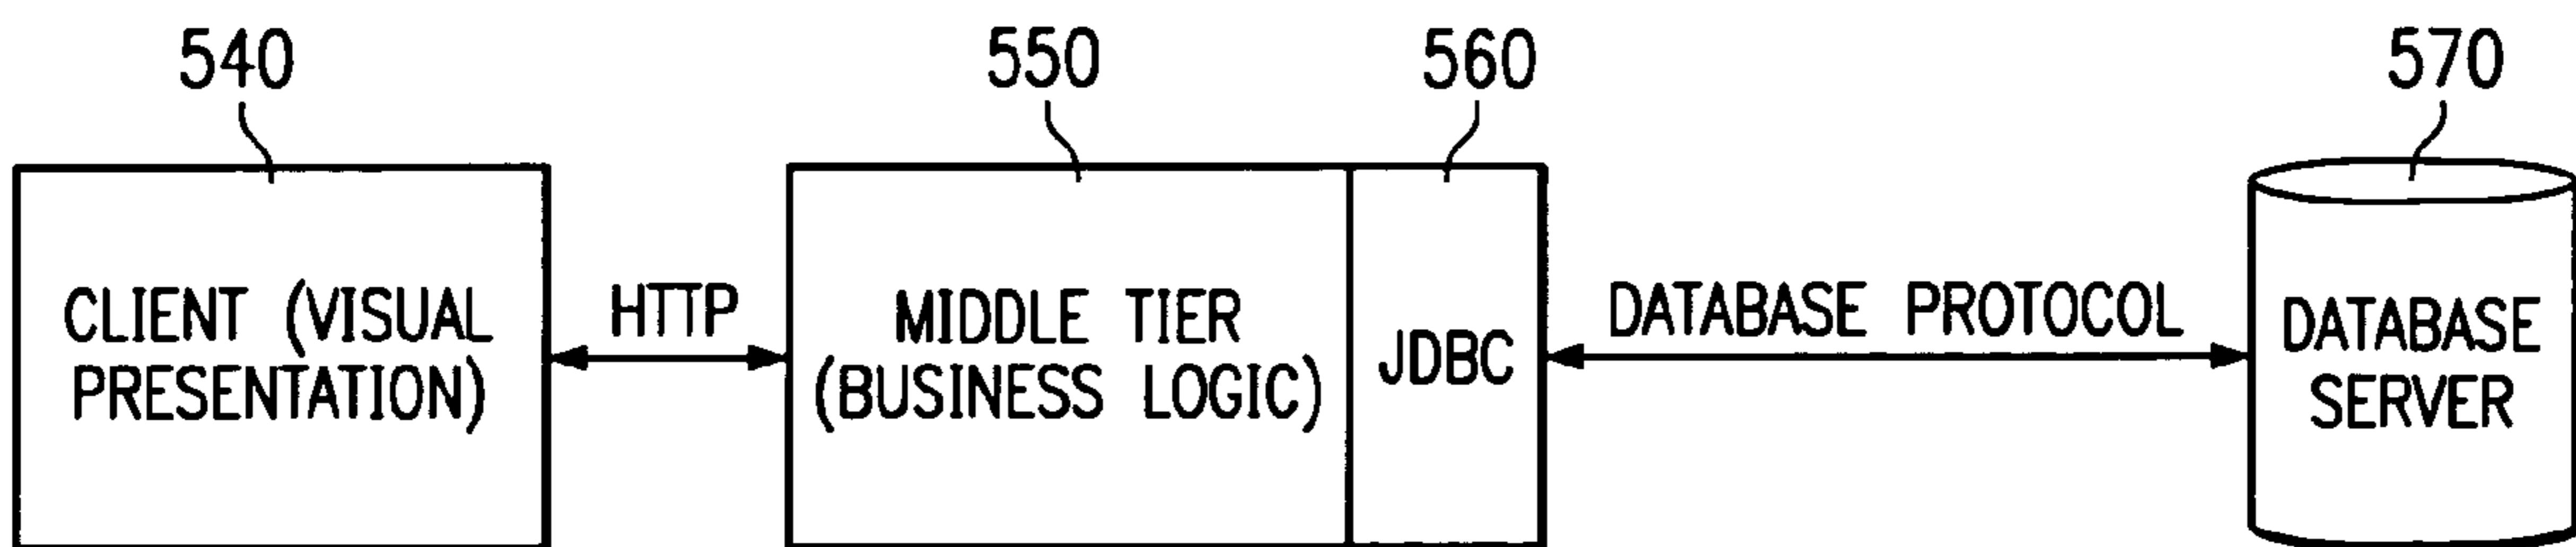 540
550
560
570
CLIENT (VISUAL
PRESENTATION)
HTTP
MIDDLE TIER
(BUSINESS LOGIC)
JDBC
DATABASE PROTOCOL
DATABASE
SERVER